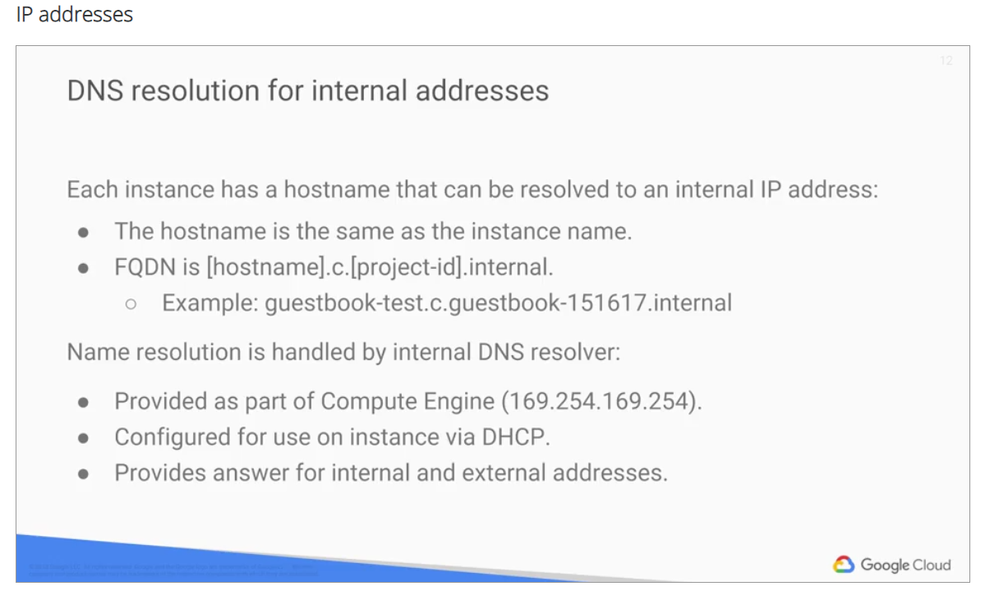 IP addresses
12
DNS resolution for internal addresses
Each instance has a hostname that can be resolved to an internal IP address:
● The hostname is the same as the instance name.
● FQDN is [hostname].c.[project-id].internal.
○ Example: guestbook-test.c.guestbook-151617.internal
Name resolution is handled by internal DNS resolver:
● Provided as part of Compute Engine (169.254.169.254).
● Configured for use on instance via DHCP.
● Provides answer for internal and external addresses.
Google Cloud